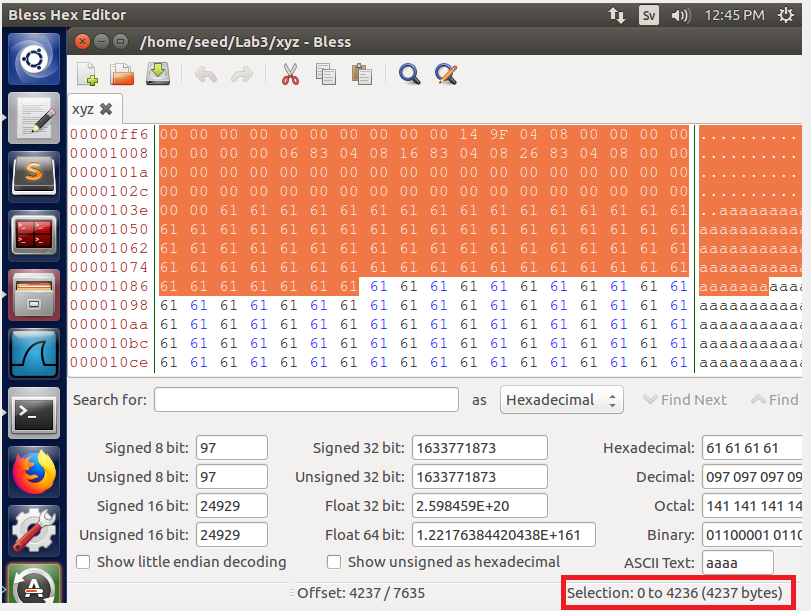 Bless Hex Editor Sv 12:45 PM
/home/seed/Lab3/xyz - Bless
xyz
00000ff6 00 00 00 00 00 00 00 00 00 00 14 9F 04 08 00 00 00 00 ..........
00001008 00 00 00 00 06 83 04 08 16 83 04 08 26 83 04 08 00 00 ..........
0000101a 00 00 00 00 00 00 00 00 00 00 00 00 00 00 00 00 00 00 ..........
0000102c 00 00 00 00 00 00 00 00 00 00 00 00 00 00 00 00 00 00 ..........
0000103e 00 00 61 61 61 61 61 61 61 61 61 61 61 61 61 61 61 61 ..aaaaaaaa
00001050 61 61 61 61 61 61 61 61 61 61 61 61 61 61 61 61 61 61 aaaaaaaaaa
00001062 61 61 61 61 61 61 61 61 61 61 61 61 61 61 61 61 61 61 aaaaaaaaaa
00001074 61 61 61 61 61 61 61 61 61 61 61 61 61 61 61 61 61 61 aaaaaaaaaa
00001086 61 61 61 61 61 61 61 61 61 61 61 61 61 61 61 61 61 61 aaaaaaaaaa
00001098 61 61 61 61 61 61 61 61 61 61 61 61 61 61 61 61 61 61 aaaaaaaaaa
000010aa 61 61 61 61 61 61 61 61 61 61 61 61 61 61 61 61 61 61 aaaaaaaaaa
000010bc 61 61 61 61 61 61 61 61 61 61 61 61 61 61 61 61 61 61 aaaaaaaaaa
000010ce 61 61 61 61 61 61 61 61 61 61 61 61 61 61 61 61 61 61 aaaaaaaaaa
Search for: as Hexadecimal Find Next Find
Signed 8 bit: 97 Signed 32 bit: 1633771873 Hexadecimal: 61 61 61 61
Unsigned 8 bit: 97 Unsigned 32 bit: 1633771873 Decimal: 097 097 097 09
Signed 16 bit: 24929 Float 32 bit: 2.598459E+20 Octal: 141 141 141 14
Unsigned 16 bit: 24929 Float 64 bit: 1.22176384420438E+161 Binary: 01100001 0110
Show little endian decoding Show unsigned as hexadecimal ASCII Text: aaaa
Offset: 4237 / 7635 Selection: 0 to 4236 (4237 bytes)